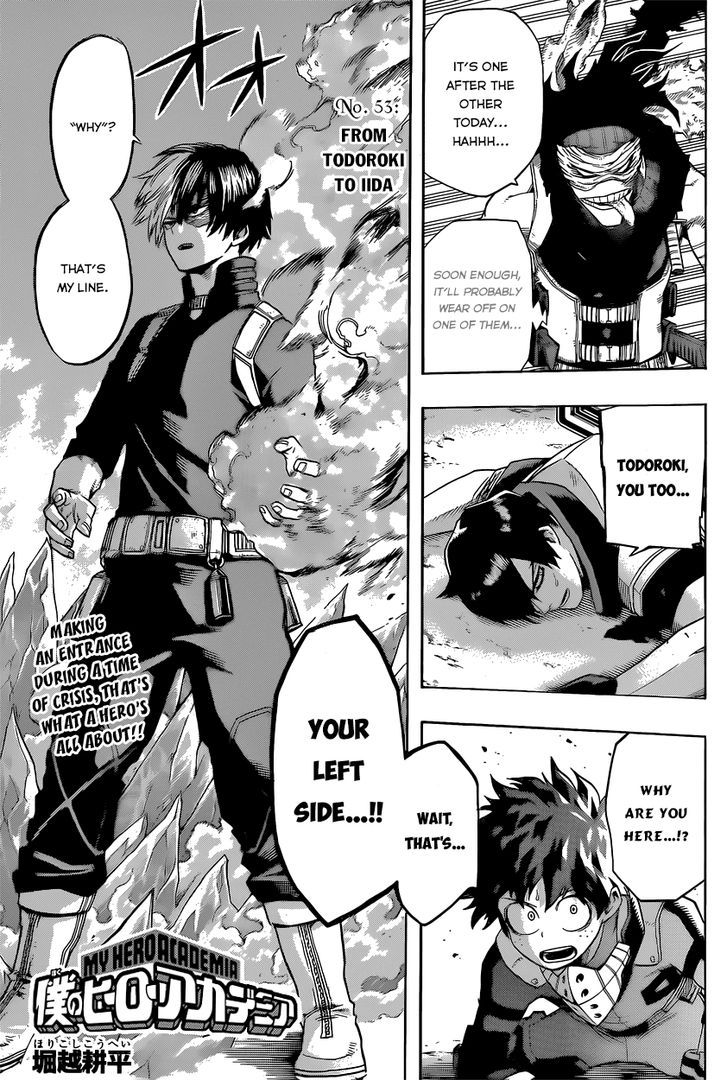 IT'S ONE
AFTER THE
OTHER
TODAY...
HAHHH...
SOON ENOUGH,
IT'LL PROBABLY
WEAR OFF ON
ONE OF THEM...
TODOROKI,
YOU TOO...
WHY
ARE YOU
HERE...!?
WAIT,
THAT'S...
YOUR
LEFT
SIDE...!!
No. 53:
FROM
TODOROKI
TO IIDA
"WHY"?
THAT'S
MY LINE.
MAKING
AN ENTRANCE
DURING A TIME
OF CRISIS, THAT'S
WHAT A HERO'S
ALL ABOUT!!
MY HERO ACADEMIA
僕のヒーローアカデミア
ほりこしこうへい
堀越耕平